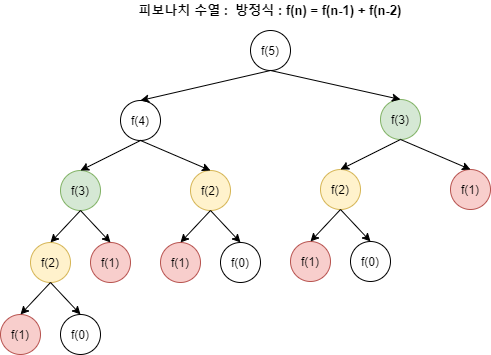 피보나치 수열 : 방정식 : f(n) = f(n-1) + f(n-2)
f(5)
f(4)
f(3)
f(3)
f(2)
f(2)
f(1)
f(2)
f(1)
f(1)
f(0)
f(1)
f(0)
f(1)
f(0)